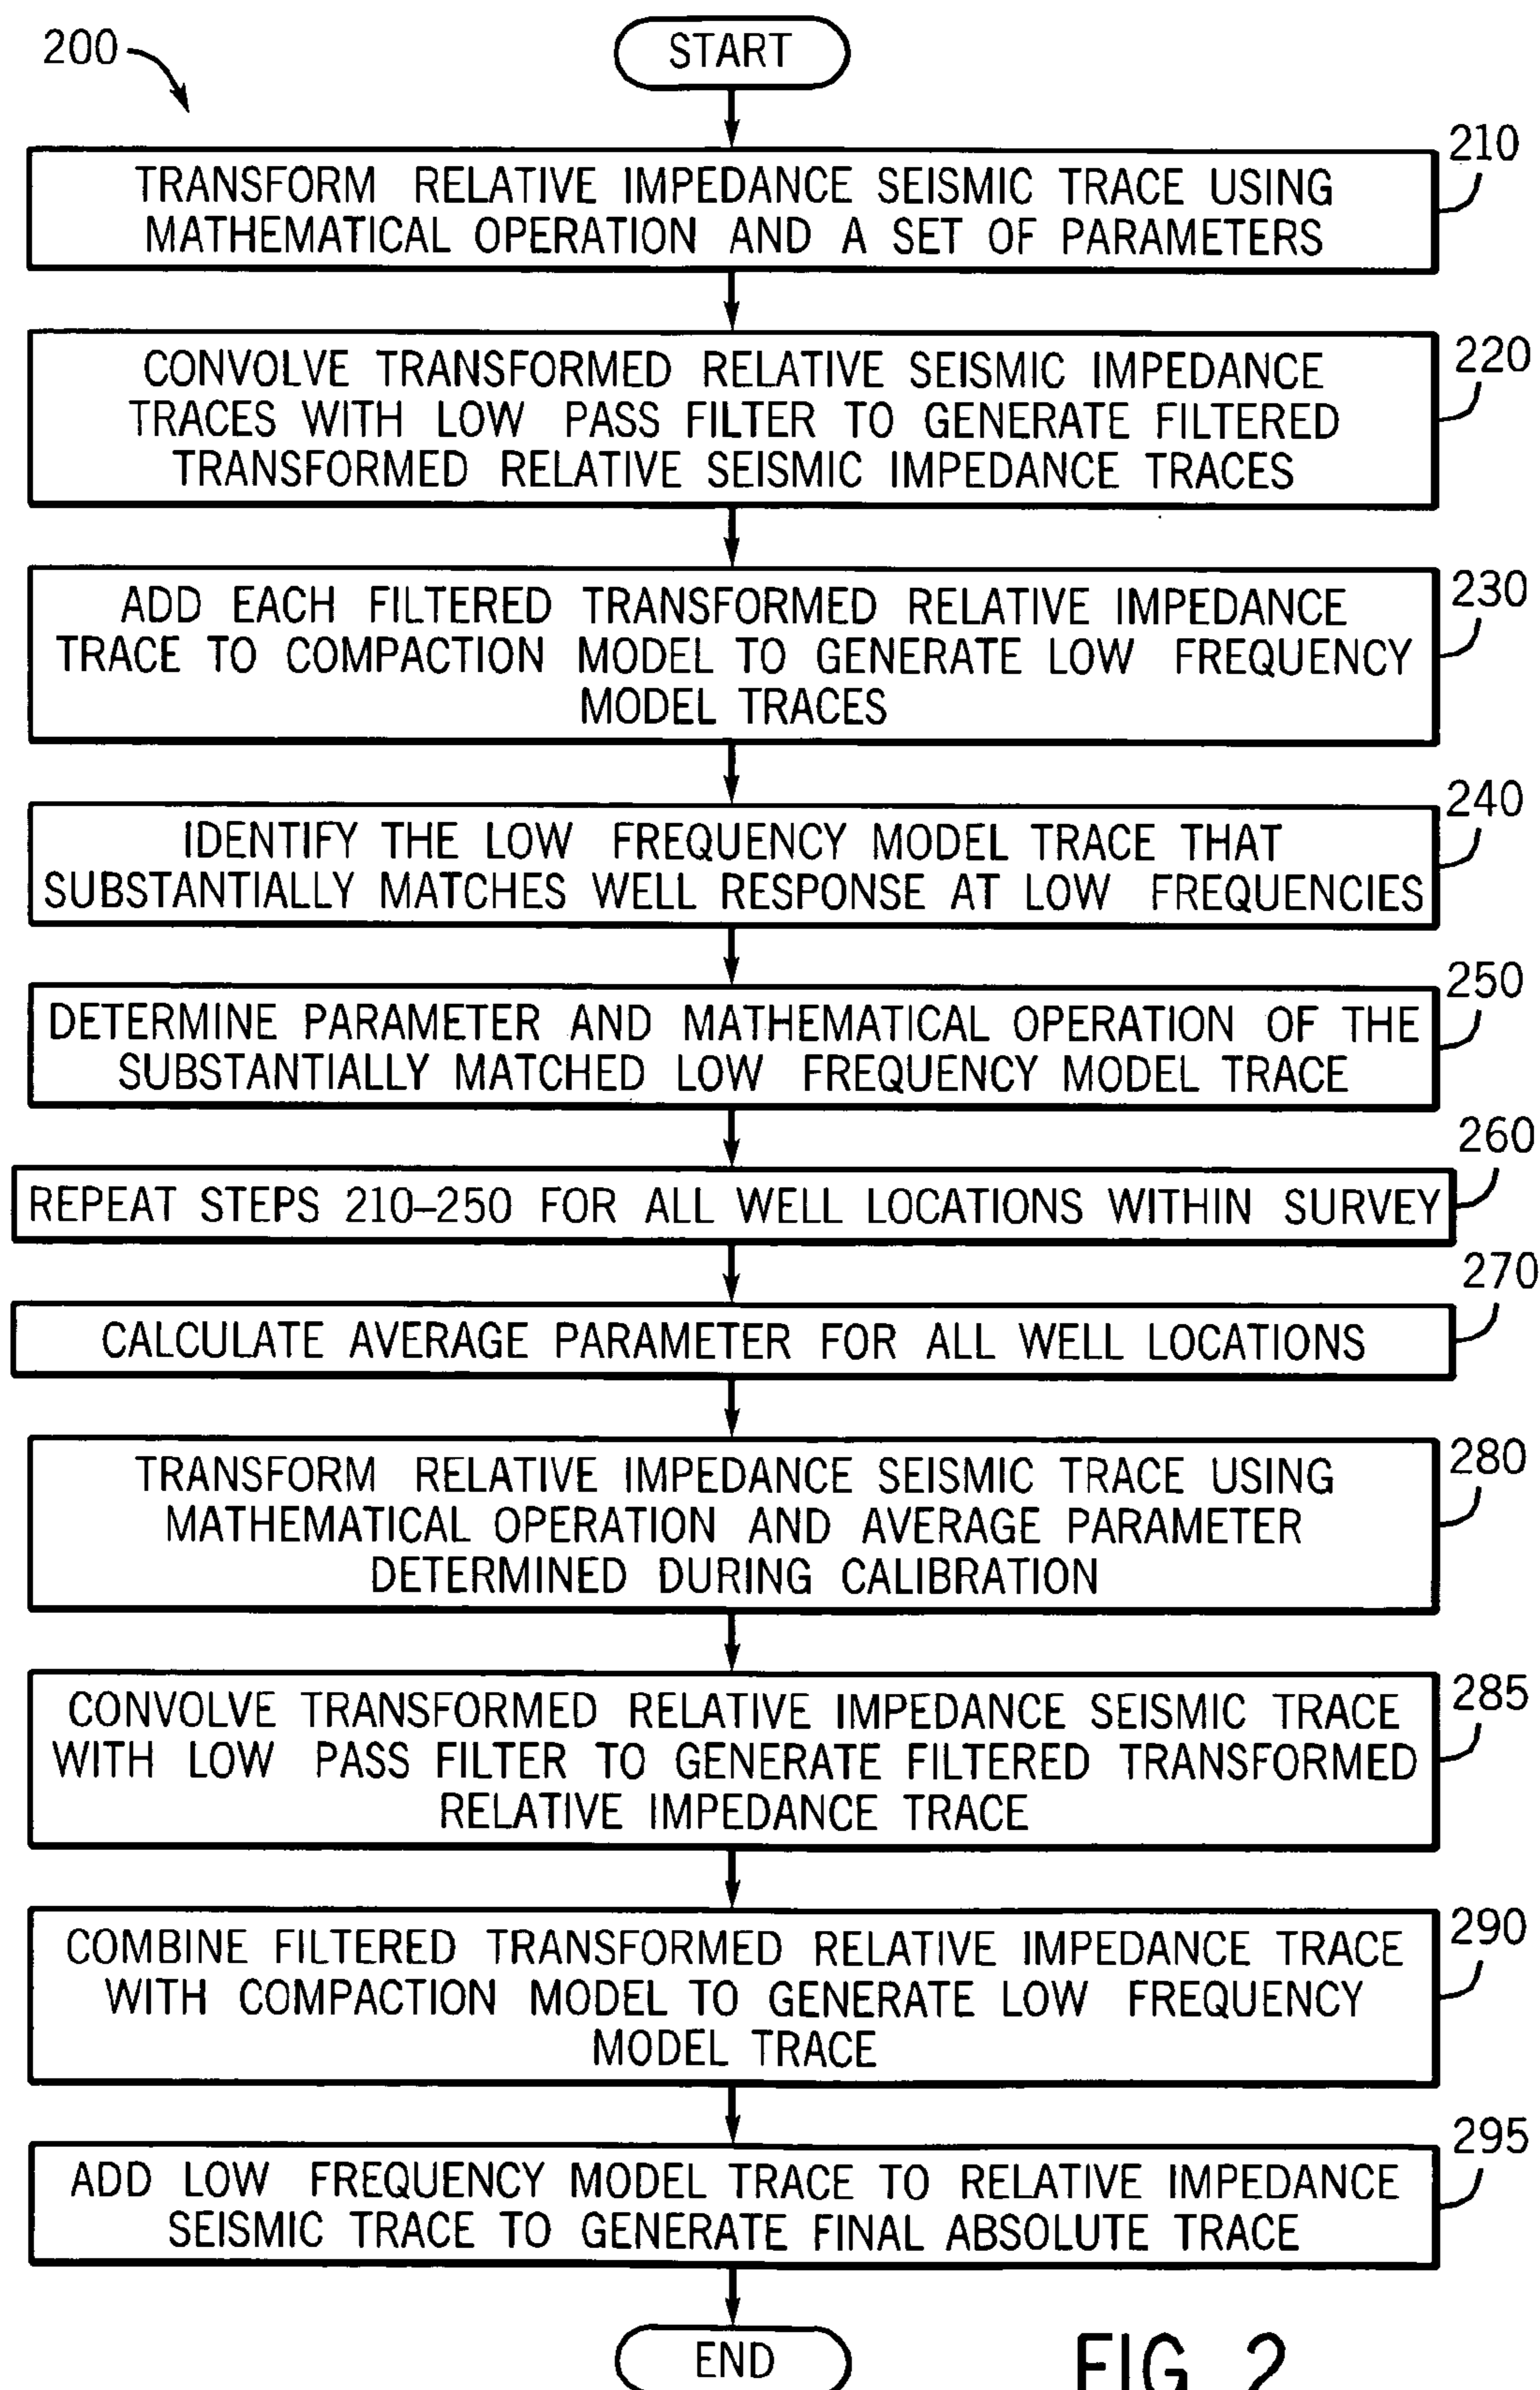 200
START
210
TRANSFORM RELATIVE IMPEDANCE SEISMIC TRACE USING
MATHEMATICAL OPERATION AND A SET OF PARAMETERS
220
CONVOLVE TRANSFORMED RELATIVE SEISMIC IMPEDANCE
TRACES WITH LOW PASS FILTER TO GENERATE FILTERED
TRANSFORMED RELATIVE SEISMIC IMPEDANCE TRACES
230
ADD EACH FILTERED TRANSFORMED RELATIVE IMPEDANCE
TRACE TO COMPACTION MODEL TO GENERATE LOW FREQUENCY
MODEL TRACES
240
IDENTIFY THE LOW FREQUENCY MODEL TRACE THAT
SUBSTANTIALLY MATCHES WELL RESPONSE AT LOW FREQUENCIES
250
DETERMINE PARAMETER AND MATHEMATICAL OPERATION OF THE
SUBSTANTIALLY MATCHED LOW FREQUENCY MODEL TRACE
260
REPEAT STEPS 210–250 FOR ALL WELL LOCATIONS WITHIN SURVEY
270
CALCULATE AVERAGE PARAMETER FOR ALL WELL LOCATIONS
280
TRANSFORM RELATIVE IMPEDANCE SEISMIC TRACE USING
MATHEMATICAL OPERATION AND AVERAGE PARAMETER
DETERMINED DURING CALIBRATION
285
CONVOLVE TRANSFORMED RELATIVE IMPEDANCE SEISMIC TRACE
WITH LOW PASS FILTER TO GENERATE FILTERED TRANSFORMED
RELATIVE IMPEDANCE TRACE
290
COMBINE FILTERED TRANSFORMED RELATIVE IMPEDANCE TRACE
WITH COMPACTION MODEL TO GENERATE LOW FREQUENCY
MODEL TRACE
295
ADD LOW FREQUENCY MODEL TRACE TO RELATIVE IMPEDANCE
SEISMIC TRACE TO GENERATE FINAL ABSOLUTE TRACE
END
FIG. 2